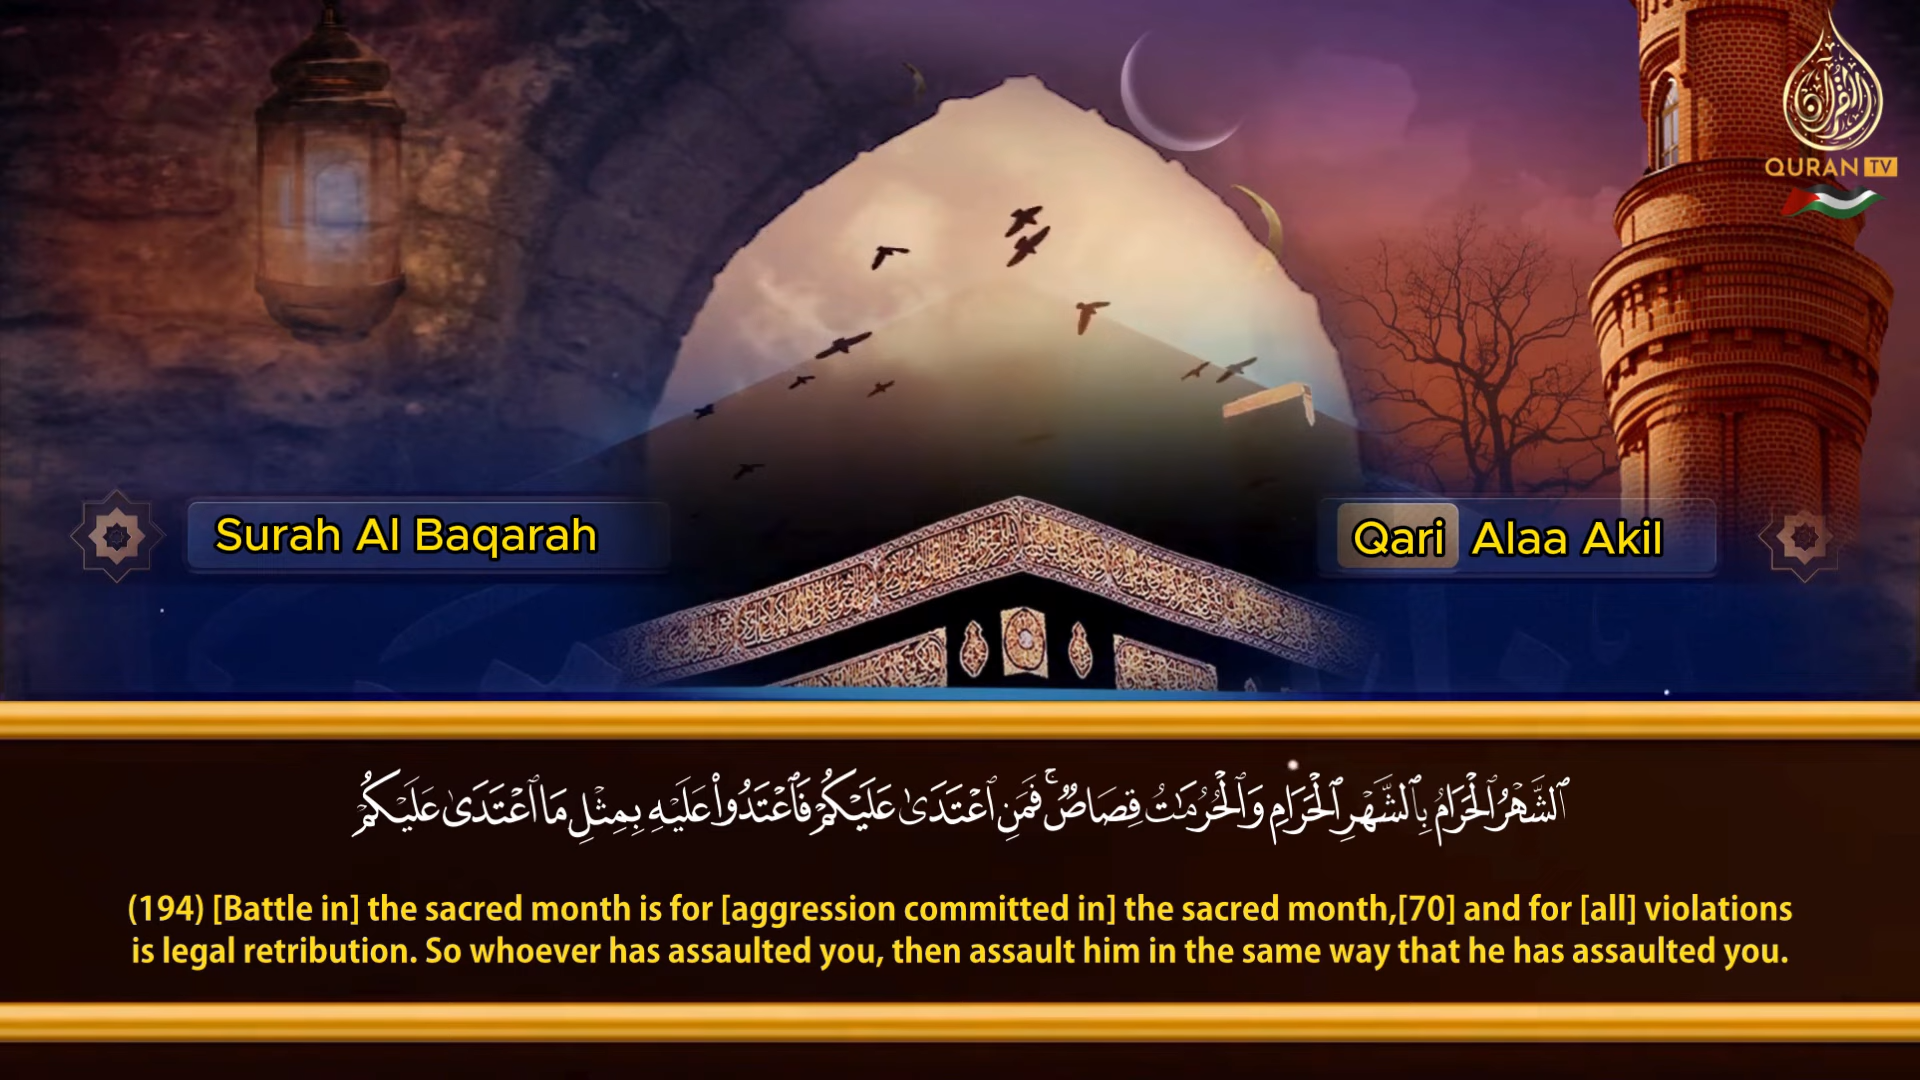 القرآن
QURAN TV
Surah Al Baqarah
Qari Alaa Akil
ٱلشَّهْرُ ٱلْحَرَامُ بِٱلشَّهْرِ ٱلْحَرَامِ وَٱلْحُرُمَـٰتُ قِصَاصٌ ۚ فَمَنِ ٱعْتَدَىٰ عَلَيْكُمْ فَٱعْتَدُوا۟ عَلَيْهِ بِمِثْلِ مَا ٱعْتَدَىٰ عَلَيْكُمْ
(194) [Battle in] the sacred month is for [aggression committed in] the sacred month,[70] and for [all] violations
is legal retribution. So whoever has assaulted you, then assault him in the same way that he has assaulted you.